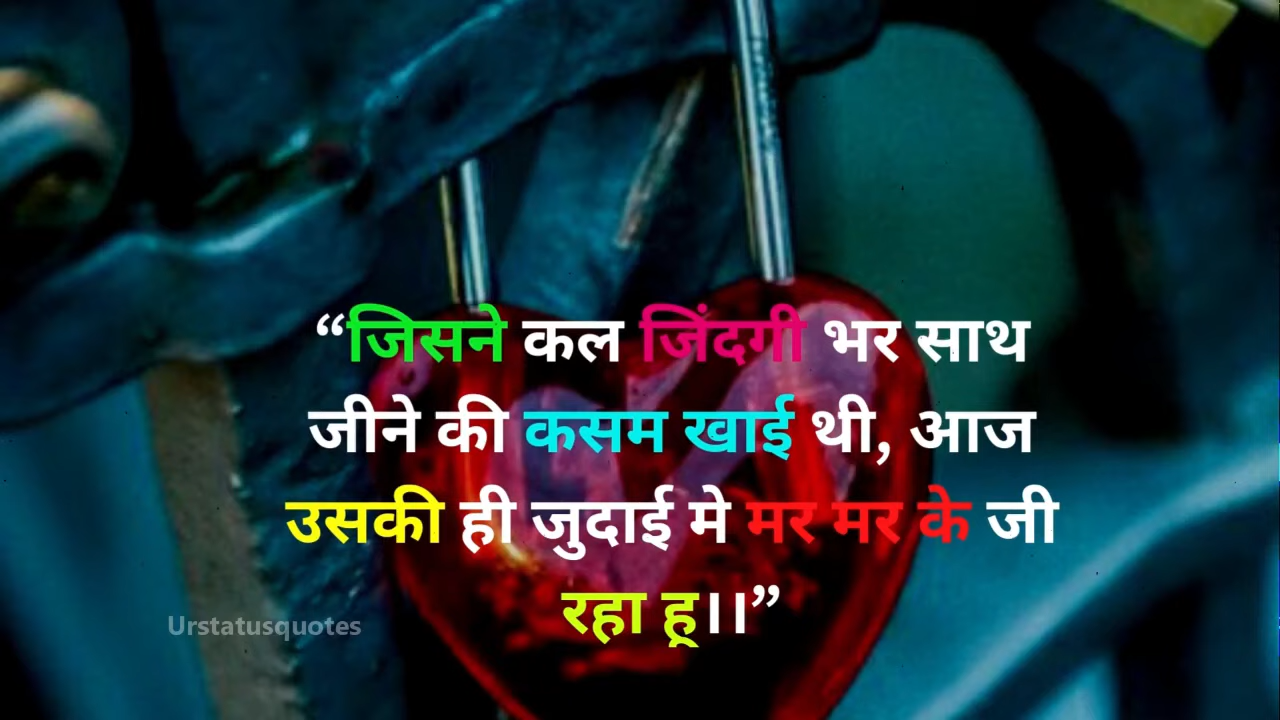 “जिसने कल जिंदगी भर साथ
जीने की कसम खाई थी, आज
उसकी ही जुदाई मे मर मर के जी
रहा हू।।”
Urstatusquotes